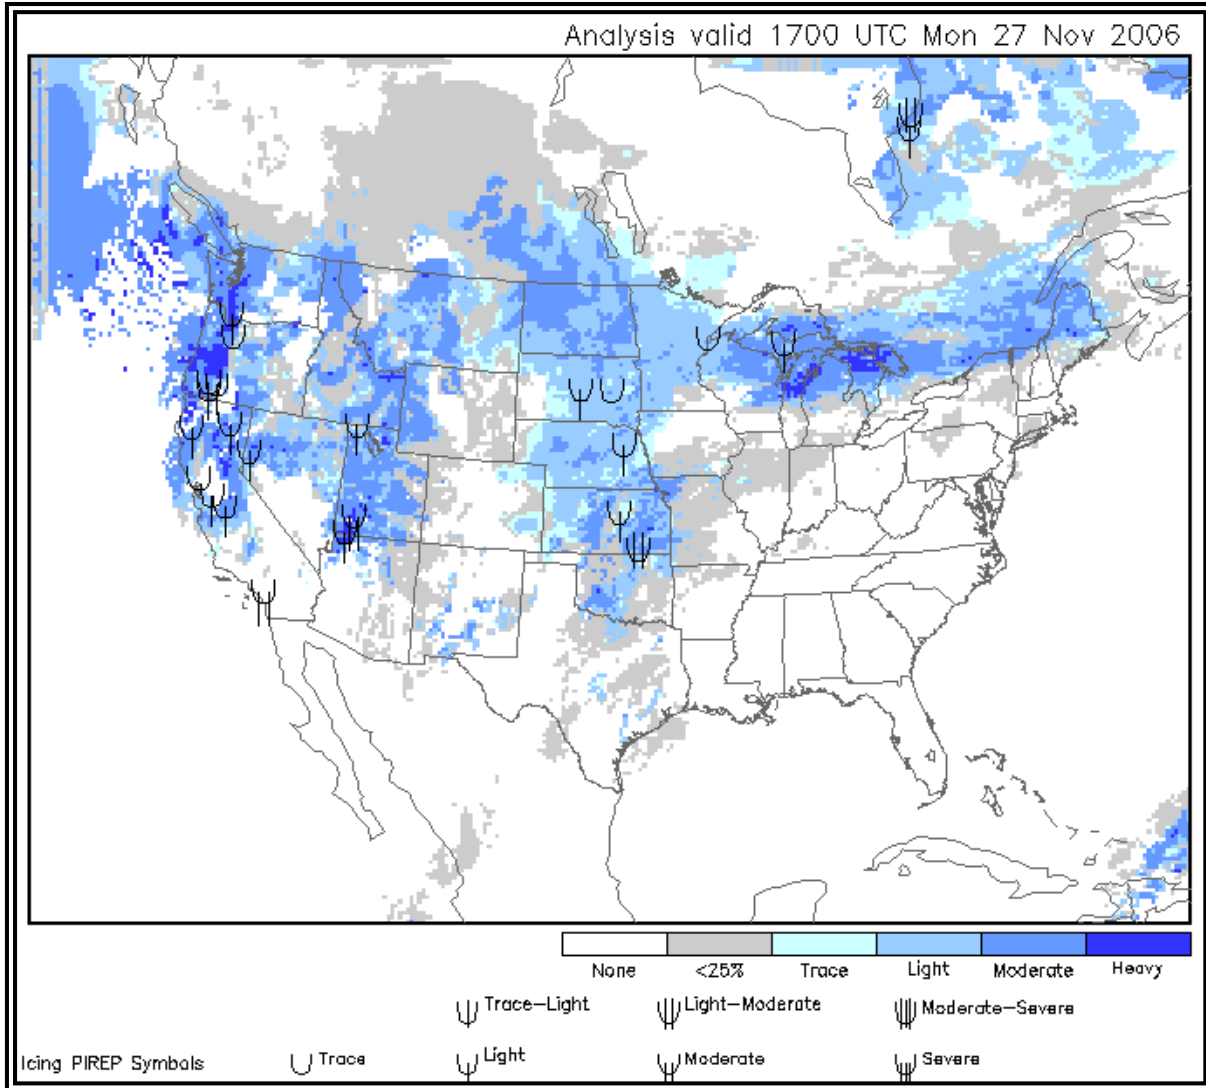 Analysis valid 1700 UTC Mon 27 Nov 2006
None <25% Trace Light Moderate Heavy
Trace-Light Light-Moderate Moderate-Severe
Icing PIREP Symbols Trace Light Moderate Severe